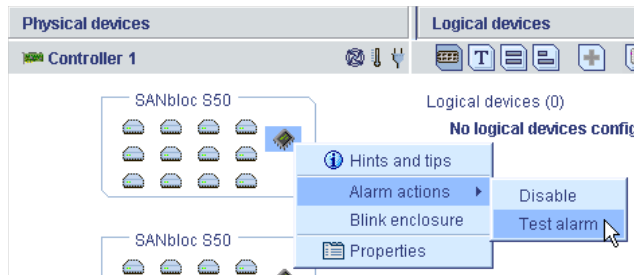 Physical devices
Logical devices
Controller 1
T
SANbloc S50
Logical devices (0)
No logical devices
Hints and tips
Alarm actions
Disable
Blink enclosure
Test alarm
Properties
SANbloc S50